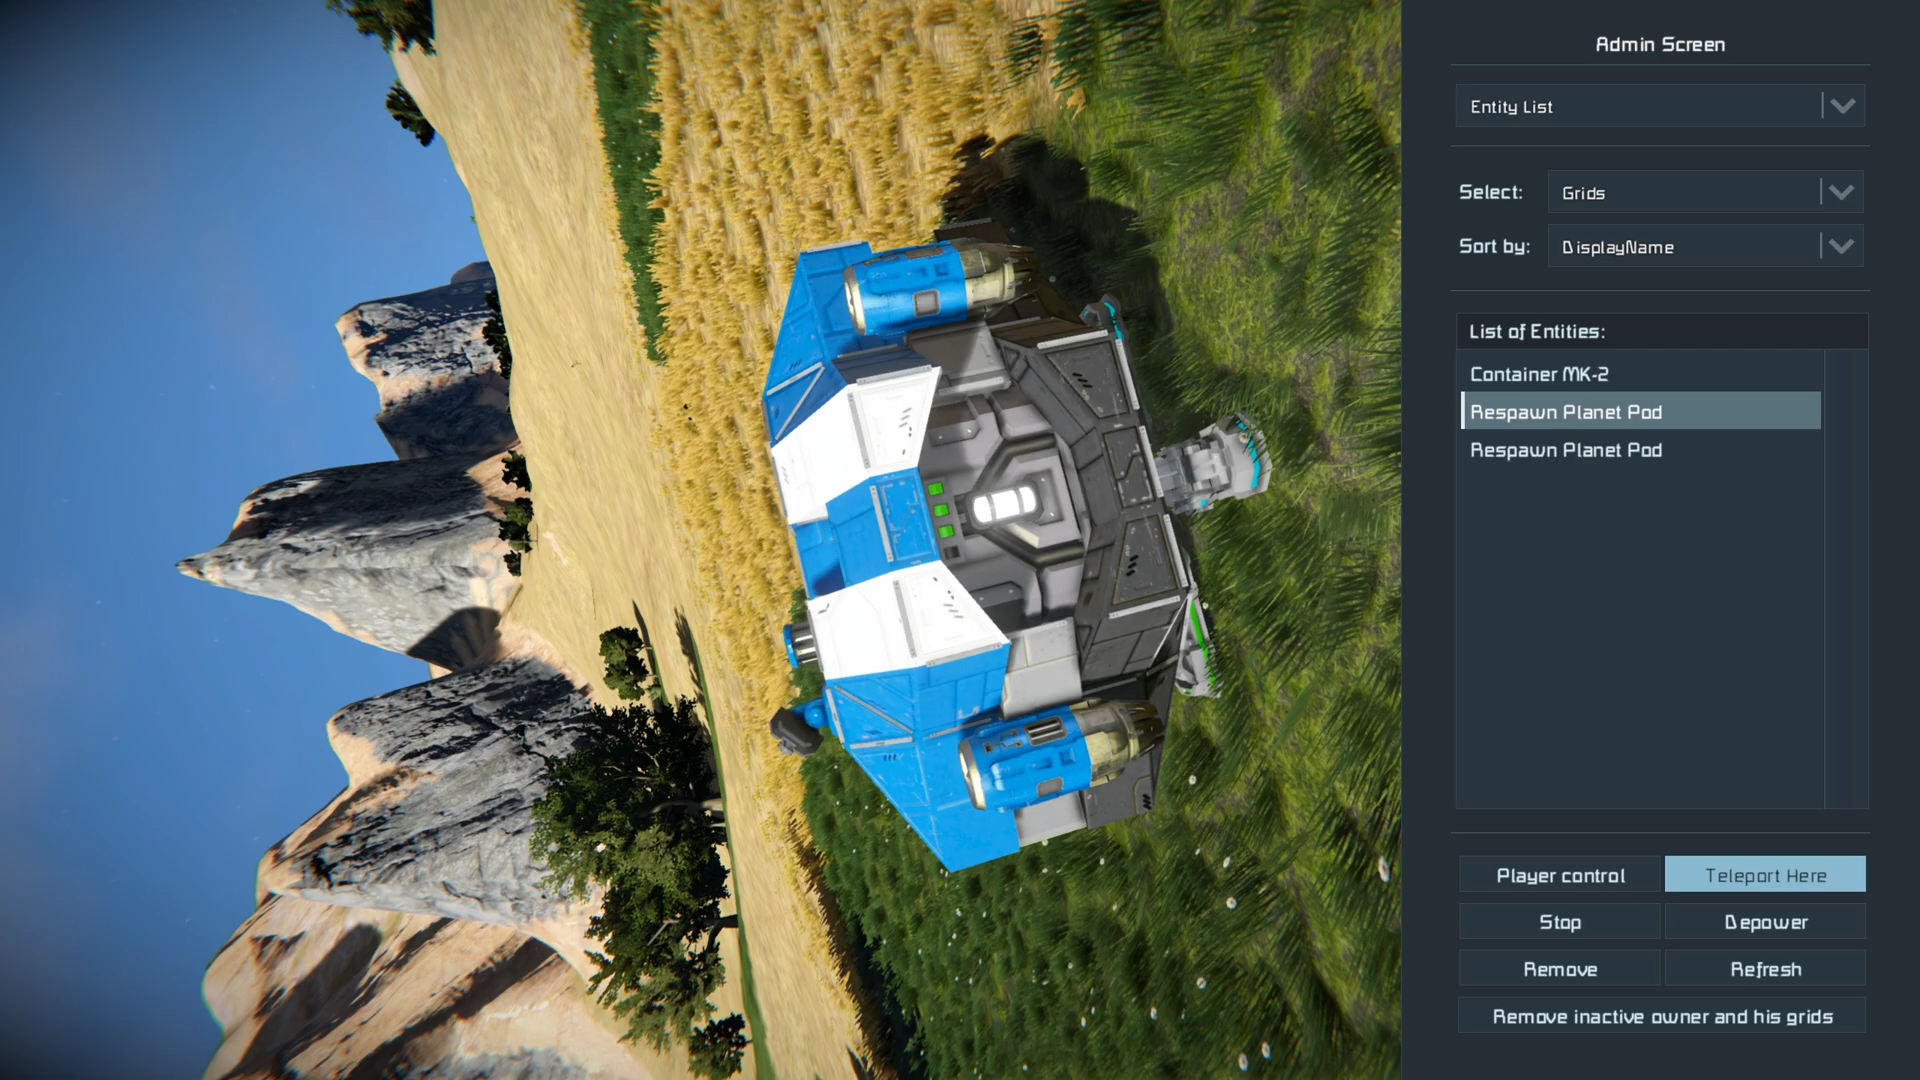 Admin Screen
Entity List
Select: Grids
Sort by: DisplayName
List of Entities:
Container MK-2
Respawn Planet Pod
Respawn Planet Pod
Player control Teleport Here
Stop Depower
Remove Refresh
Remove inactive owner and his grids